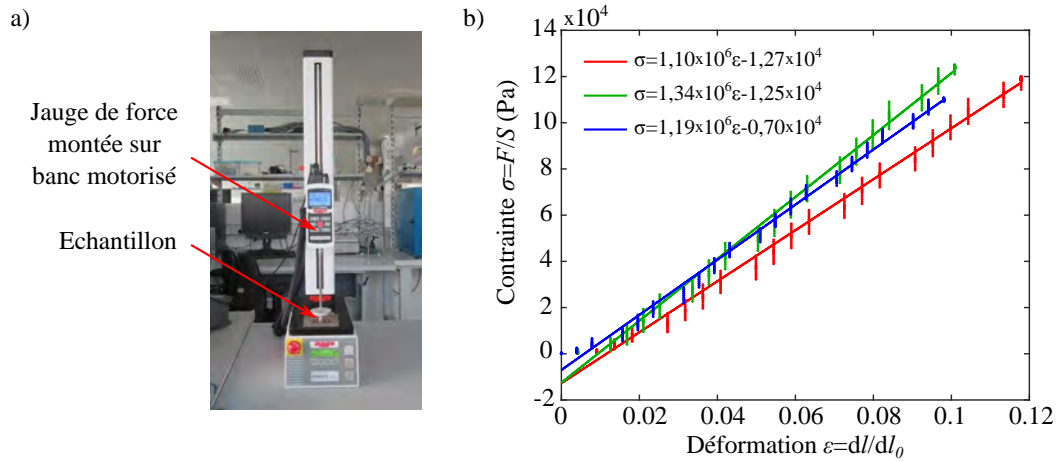 a)
Jauge de force
montée sur
banc motorisé
Echantillon
b)
x10⁴
14
12
10
8
6
4
2
0
-2
Contrainte σ=F/S (Pa)
σ=1,10x10⁶ε-1,27x10⁴
σ=1,34x10⁶ε-1,25x10⁴
σ=1,19x10⁶ε-0,70x10⁴
0 0.02 0.04 0.06 0.08 0.1 0.12
Déformation ε=dl/dl₀